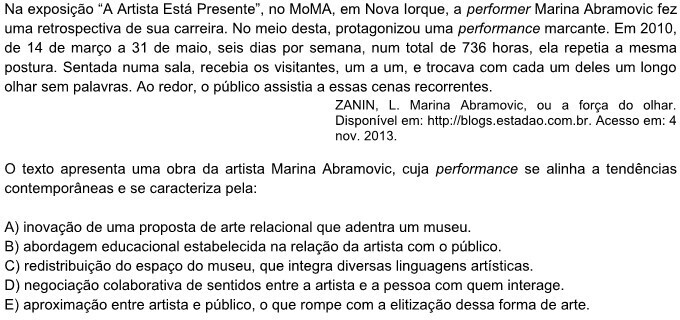 Na exposição “A Artista Está Presente”, no MoMA, em Nova Iorque, a performer Marina Abramovic fez
uma retrospectiva de sua carreira. No meio desta, protagonizou uma performance marcante. Em 2010,
de 14 de março a 31 de maio, seis dias por semana, num total de 736 horas, ela repetia a mesma
postura. Sentada numa sala, recebia os visitantes, um a um, e trocava com cada um deles um longo
olhar sem palavras. Ao redor, o público assistia a essas cenas recorrentes.
ZANIN, L. Marina Abramovic, ou a força do olhar.
Disponível em: http://blogs.estadao.com.br. Acesso em: 4
nov. 2013.
O texto apresenta uma obra da artista Marina Abramovic, cuja performance se alinha a tendências
contemporâneas e se caracteriza pela:
A) inovação de uma proposta de arte relacional que adentra um museu.
B) abordagem educacional estabelecida na relação da artista com o público.
C) redistribuição do espaço do museu, que integra diversas linguagens artísticas.
D) negociação colaborativa de sentidos entre a artista e a pessoa com quem interage.
E) aproximação entre artista e público, o que rompe com a elitização dessa forma de arte.